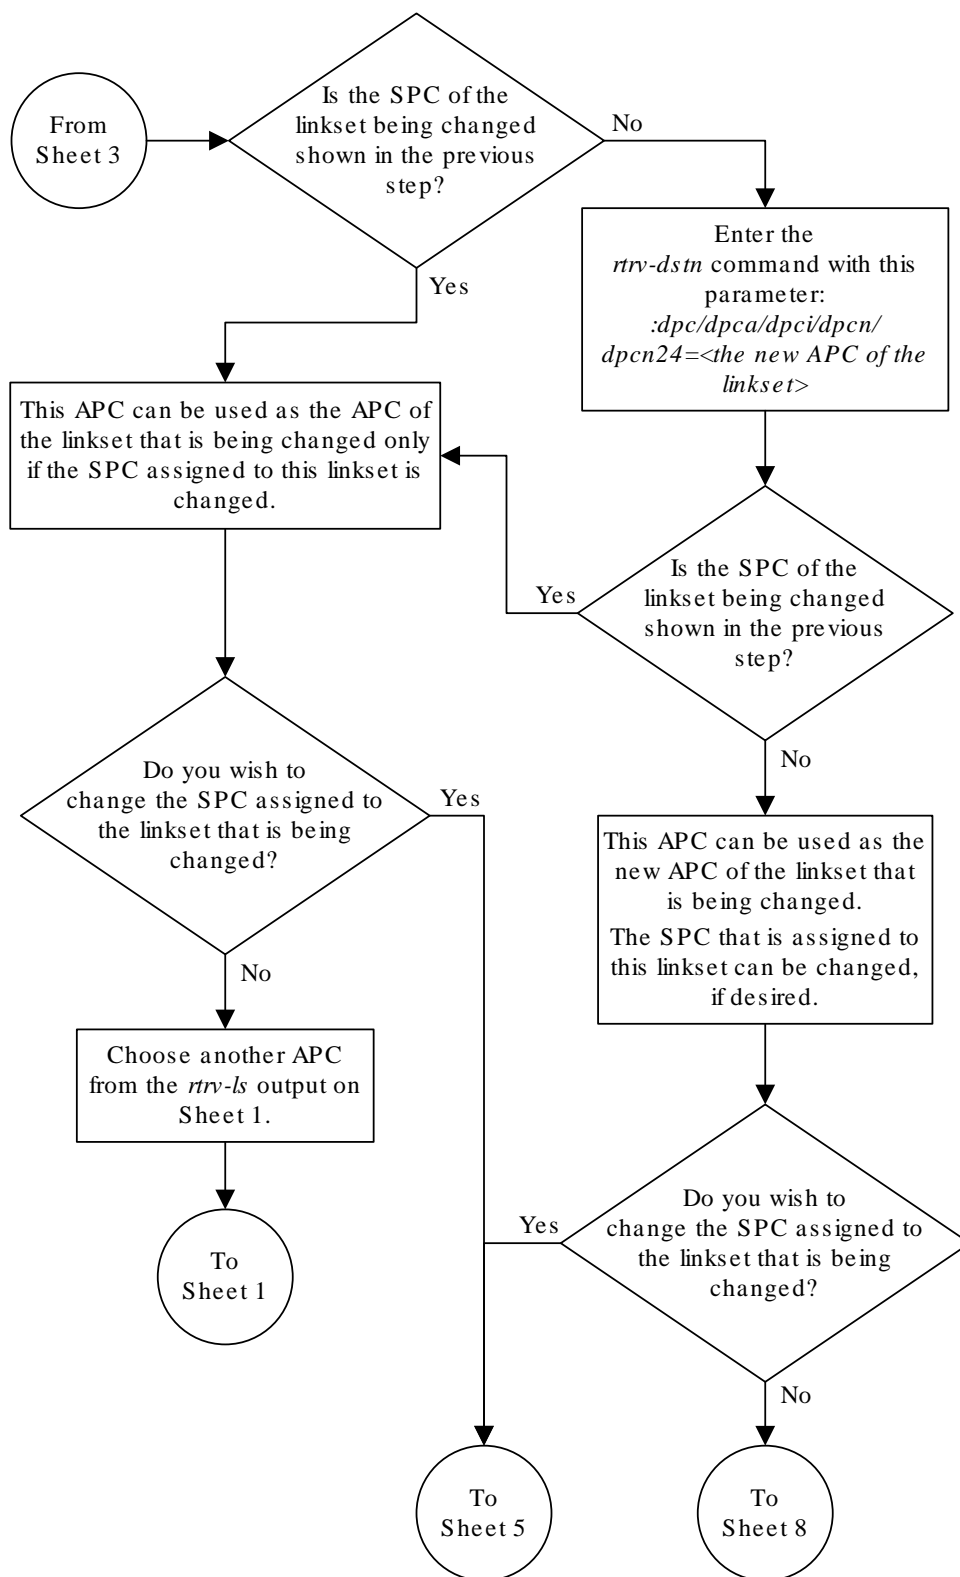 From
Sheet 3
Is the SPC of the
linkset being changed
shown in the previous
step?
No
Yes
Enter the
rtrv-dstn command with this
parameter:
:dpc/dpca/dpci/dpcn/
dpcn24=<the new APC of the
linkset>
This APC can be used as the APC of
the linkset that is being changed only
if the SPC assigned to this linkset is
changed.
Is the SPC of the
linkset being changed
shown in the previous
step?
Yes
No
Do you wish to
change the SPC assigned to
the linkset that is being
changed?
Yes
No
This APC can be used as the
new APC of the linkset that
is being changed.
The SPC that is assigned to
this linkset can be changed,
if desired.
Choose another APC
from the rtrv-ls output on
Sheet 1.
To
Sheet 1
Do you wish to
change the SPC assigned to
the linkset that is being
changed?
Yes
No
To
Sheet 5
To
Sheet 8